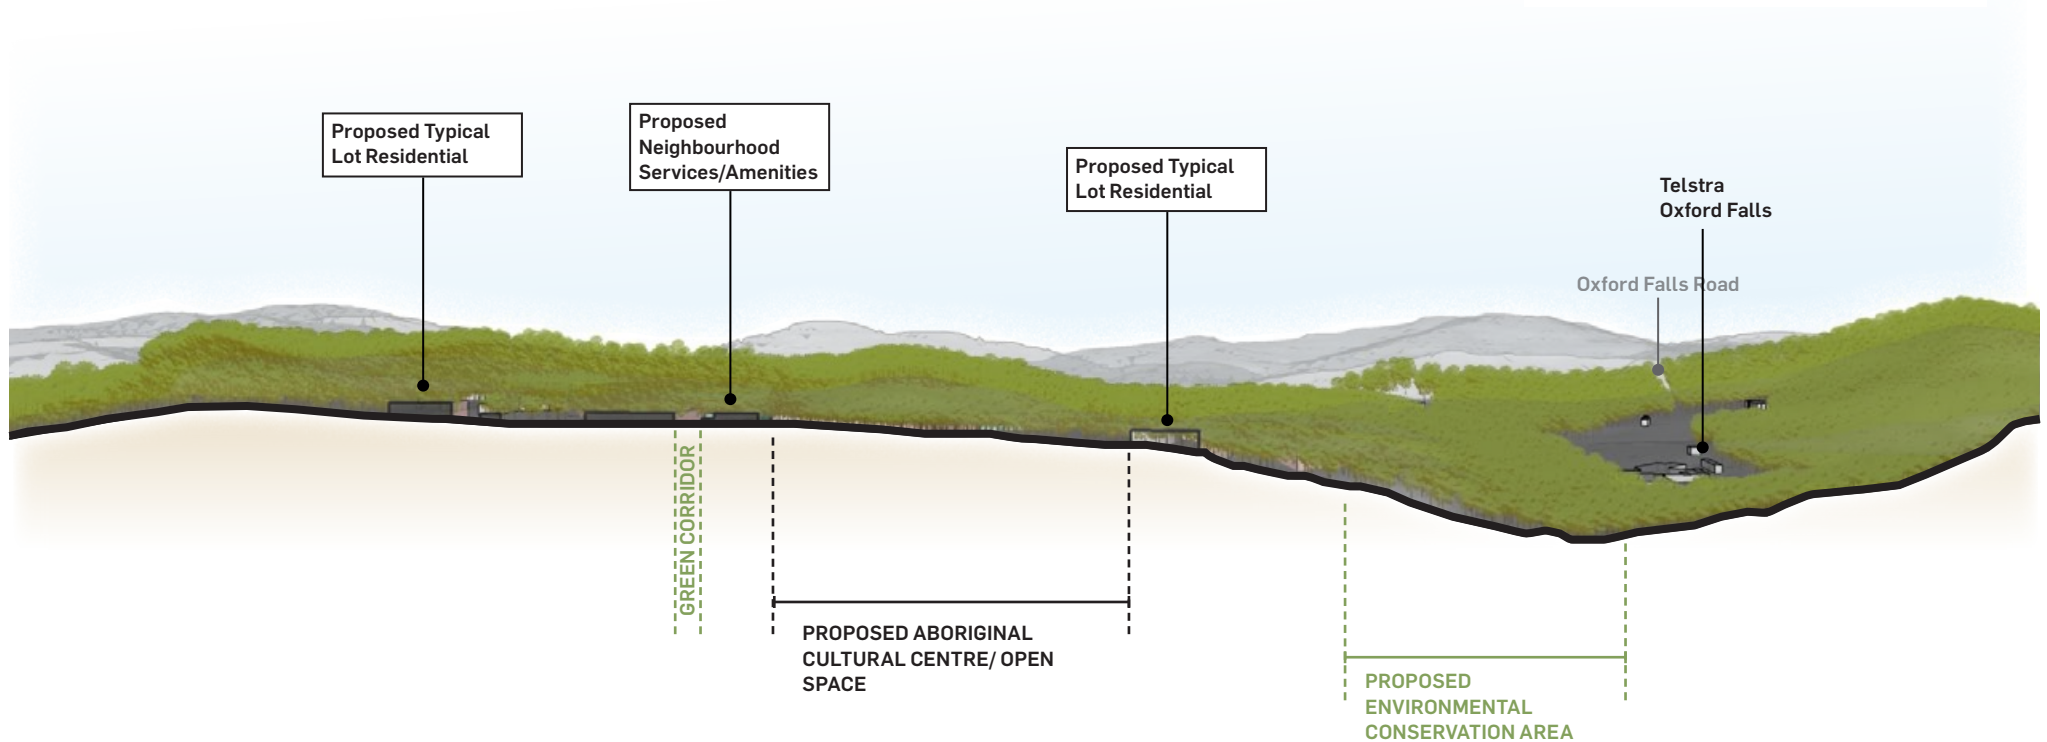 Proposed Typical
Lot Residential
Proposed
Neighbourhood
Services/Amenities
Proposed Typical
Lot Residential
Telstra
Oxford Falls
Oxford Falls Road
GREEN CORRIDOR
PROPOSED ABORIGINAL
CULTURAL CENTRE/ OPEN
SPACE
PROPOSED
ENVIRONMENTAL
CONSERVATION AREA